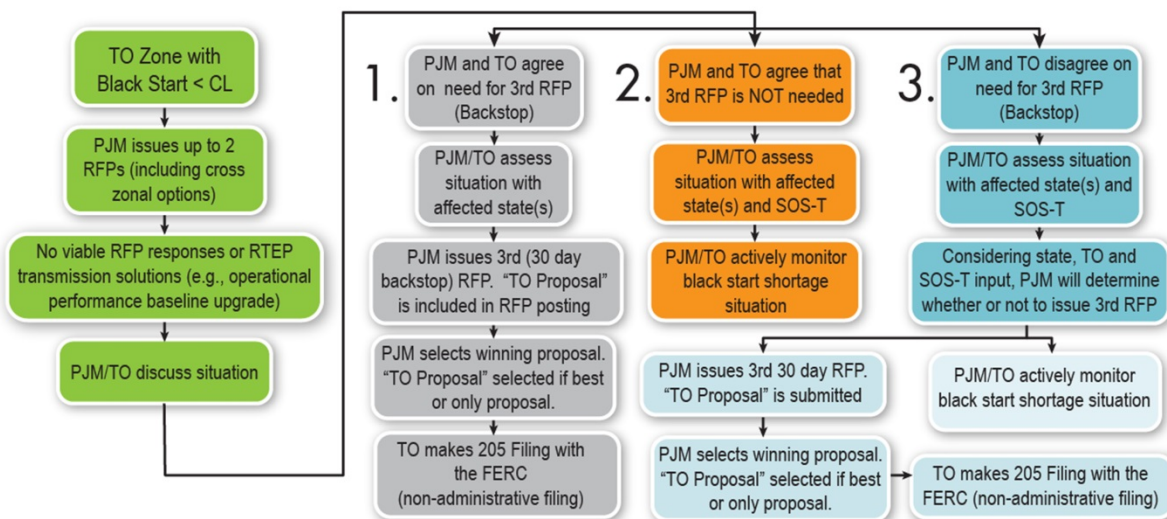 TO Zone with
Black Start < CL
PJM issues up to 2
RFPs (including cross
zonal options)
No viable RFP responses or RTEP
transmission solutions (e.g., operational
performance baseline upgrade)
PJM/TO discuss situation
1.
PJM and TO agree
on need for 3rd RFP
(Backstop)
PJM/TO assess
situation with
affected state(s)
PJM issues 3rd (30 day
backstop) RFP. “TO Proposal”
is included in RFP posting
PJM selects winning proposal.
“TO Proposal” selected if best
or only proposal.
TO makes 205 Filing with
the FERC
(non-administrative filing)
2.
PJM and TO agree that
3rd RFP is NOT needed
PJM/TO assess
situation with affected
state(s) and SOS-T
PJM/TO actively monitor
black start shortage
situation
3.
PJM and TO disagree on
need for 3rd RFP
(Backstop)
PJM/TO assess situation
with affected state(s) and
SOS-T
Considering state, TO and
SOS-T input, PJM will determine
whether or not to issue 3rd RFP
PJM issues 3rd 30 day RFP.
“TO Proposal” is submitted
PJM selects winning proposal.
“TO Proposal” selected if best
or only proposal.
TO makes 205 Filing with the
FERC (non-administrative filing)
PJM/TO actively monitor
black start shortage situation